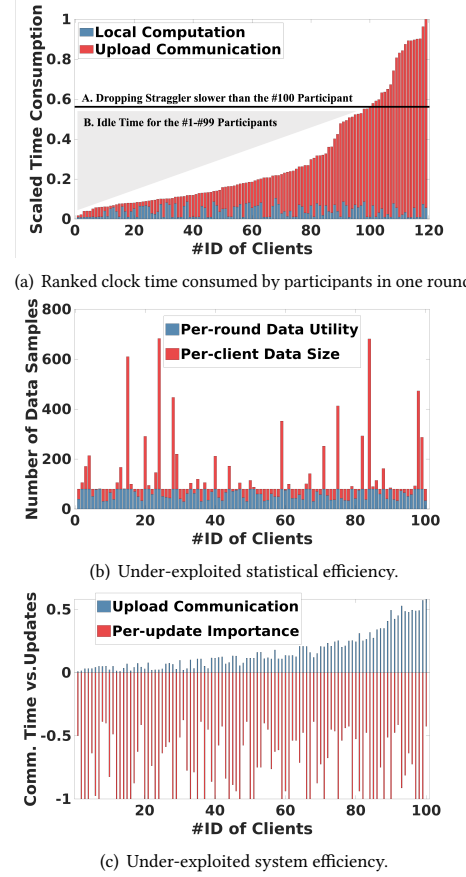 1
0.8
0.6
0.4
0.2
0
Scaled Time Consumption
Local Computation
Upload Communication
A. Dropping Straggler slower than the #100 Participant
B. Idle Time for the #1-#99 Participants
0 20 40 60 80 100 120
#ID of Clients
(a) Ranked clock time consumed by participants in one round
800
600
400
200
0
Number of Data Samples
Per-round Data Utility
Per-client Data Size
0 20 40 60 80 100
#ID of Clients
(b) Under-exploited statistical efficiency.
0.5
0
-0.5
-1
Comm. Time vs.Updates
Upload Communication
Per-update Importance
20 40 60 80 100
#ID of Clients
(c) Under-exploited system efficiency.